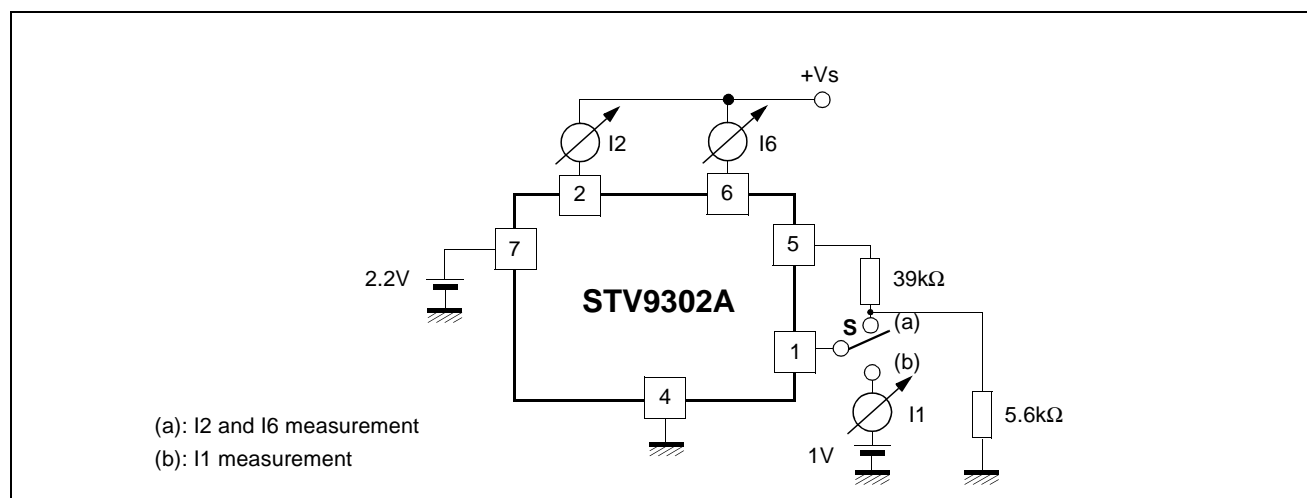 +Vs
I2
I6
2
6
7
5
2.2V
39kΩ
STV9302A
S
(a)
1
(b)
4
I1
5.6kΩ
(a): I2 and I6 measurement
1V
(b): I1 measurement